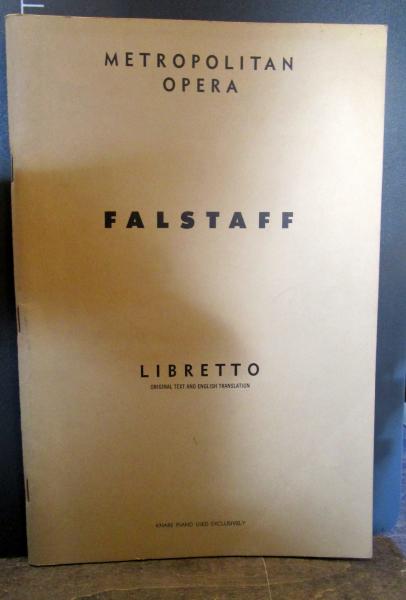 METROPOLITAN
OPERA
FALSTAFF
LIBRETTO
ORIGINAL TEXT AND ENGLISH TRANSLATION
KNABE PIANO USED EXCLUSIVELY